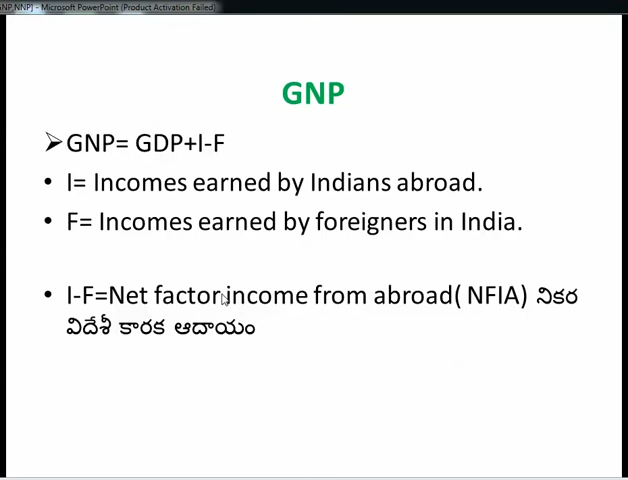 GNP,NNP] - Microsoft PowerPoint (Product Activation Failed)
GNP
➢GNP= GDP+I-F
• I= Incomes earned by Indians abroad.
• F= Incomes earned by foreigners in India.
• I-F=Net factor income from abroad( NFIA) నికర
విదేశీ కారక ఆదాయం